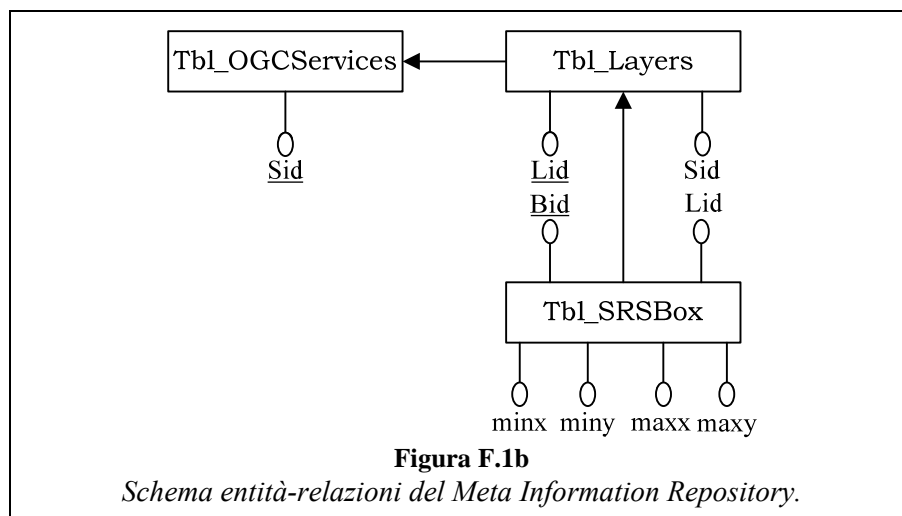 Tbl_OGCServices Tbl_Layers
Sid Lid Sid
Bid Lid
Tbl_SRSBox
minx miny maxx maxy
Figura F.1b
Schema entità-relazioni del Meta Information Repository.